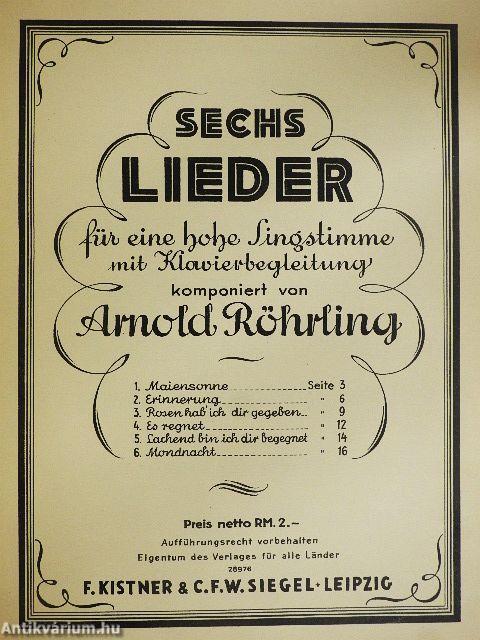 SECHS
LIEDER
für eine hohe Singstimme
mit Klavierbegleitung
komponiert von
Arnold Röhrling
1. Maiensonne Seite 3
2. Erinnerung " 6
3. Rosen hab' ich dir gegeben " 9
4. Es regnet " 12
5. Lachend bin ich dir begegnet " 14
6. Mondnacht " 16
Preis netto RM. 2.-
Aufführungsrecht vorbehalten
Eigentum des Verlages für alle Länder
28976
F. KISTNER & C.F.W. SIEGEL · LEIPZIG
Antikvárium.hu